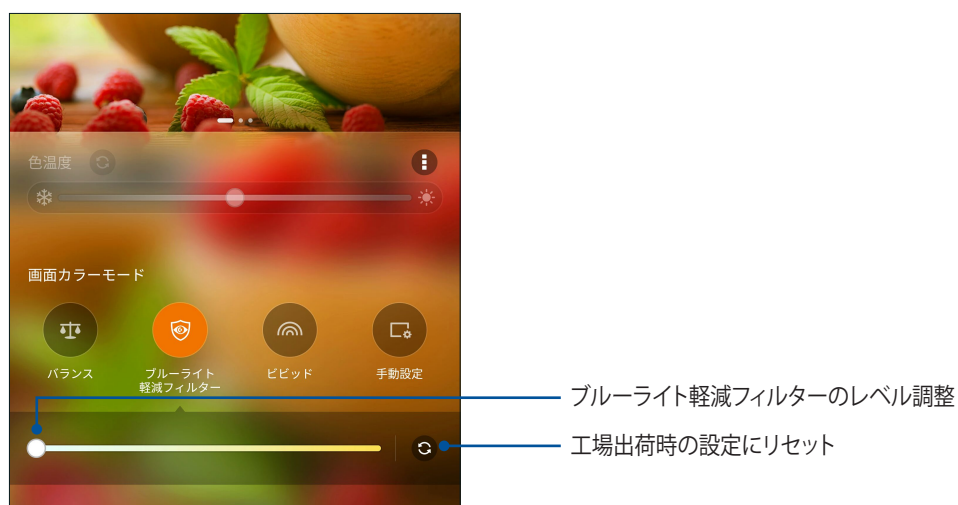 色温度
画面カラーモード
バランス
ブルーライト
軽減フィルター
ビビッド
手動設定
ブルーライト軽減フィルターのレベル調整
工場出荷時の設定にリセット